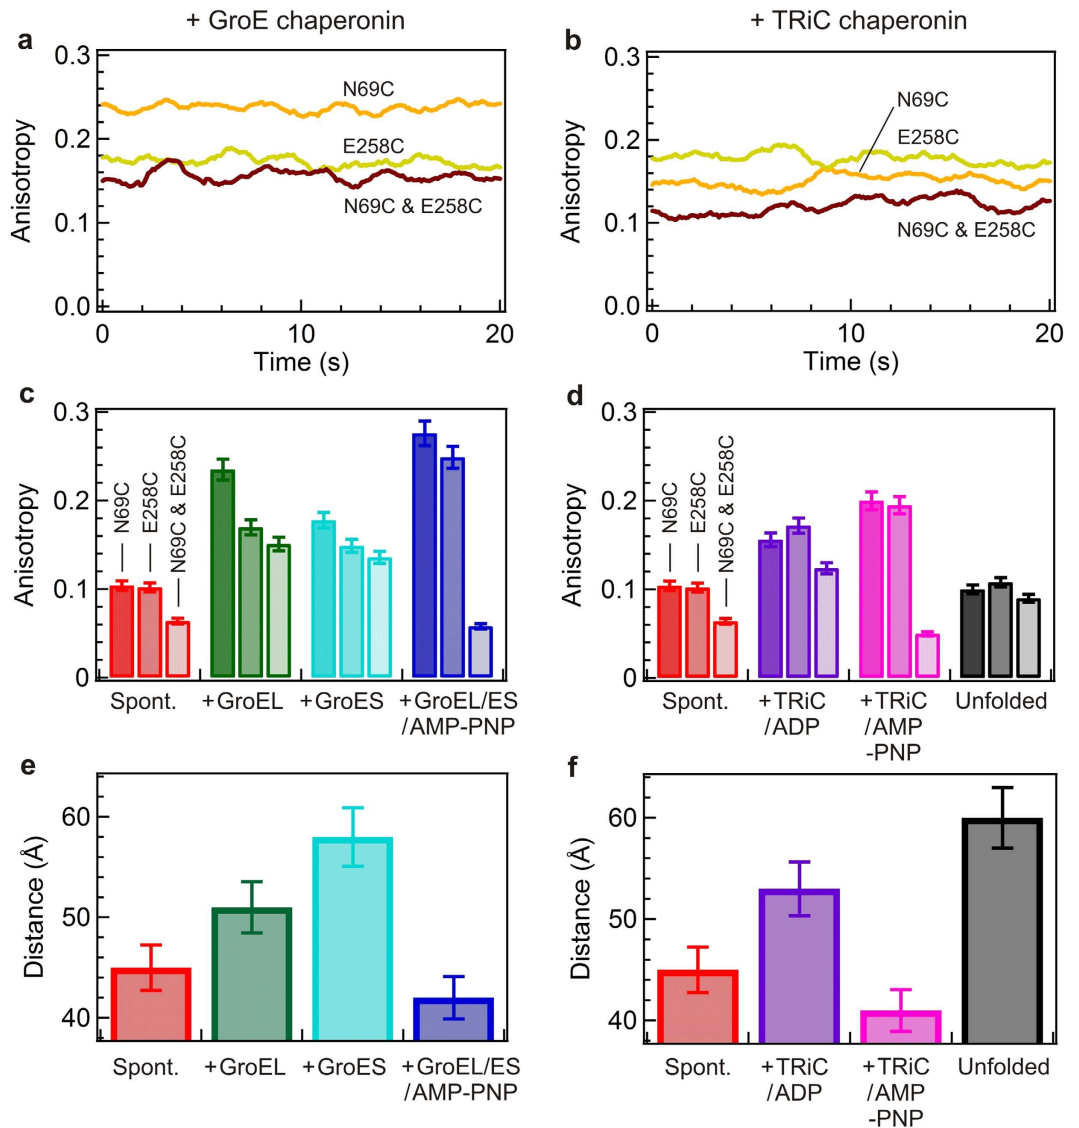 + GroE chaperonin
+ TRiC chaperonin
a
0.3
0.2
0.1
0.0
Anisotropy
N69C
E258C
N69C & E258C
0
10
20
Time (s)
b
0.3
0.2
0.1
0.0
Anisotropy
N69C
E258C
N69C & E258C
0
10
20
Time (s)
c
0.3
0.2
0.1
0
Anisotropy
N69C
E258C
N69C & E258C
Spont.
+GroEL
+GroES
+GroEL/ES
/AMP-PNP
d
0.3
0.2
0.1
0
Anisotropy
N69C
E258C
N69C & E258C
Spont.
+TRiC
/ADP
+TRiC
/AMP
-PNP
Unfolded
e
60
50
40
Distance (Å)
Spont.
+GroEL
+GroES
+GroEL/ES
/AMP-PNP
f
60
50
40
Distance (Å)
Spont.
+TRiC
/ADP
+TRiC
/AMP
-PNP
Unfolded